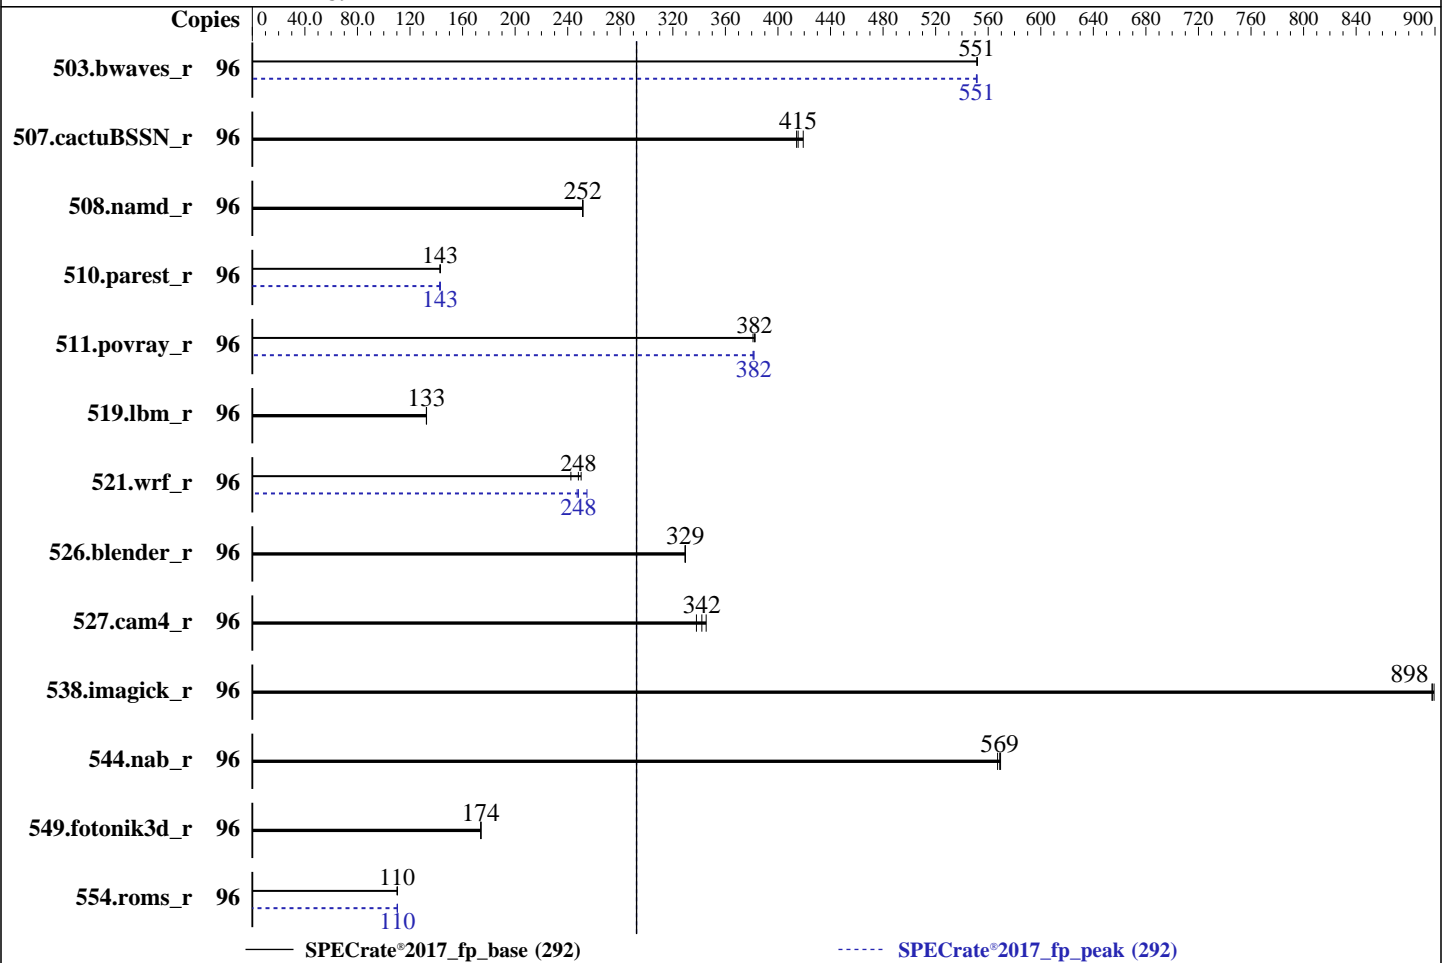 Copies 0 40.0 80.0 120 160 200 240 280 320 360 400 440 480 520 560 600 640 680 720 760 800 840 900
551
503.bwaves_r 96
551
415
507.cactuBSSN_r 96
252
508.namd_r 96
143
510.parest_r 96
143
382
511.povray_r 96
382
133
519.lbm_r 96
248
521.wrf_r 96
248
329
526.blender_r 96
342
527.cam4_r 96
898
538.imagick_r 96
569
544.nab_r 96
174
549.fotonik3d_r 96
110
554.roms_r 96
110
SPECrate®2017_fp_base (292) SPECrate®2017_fp_peak (292)